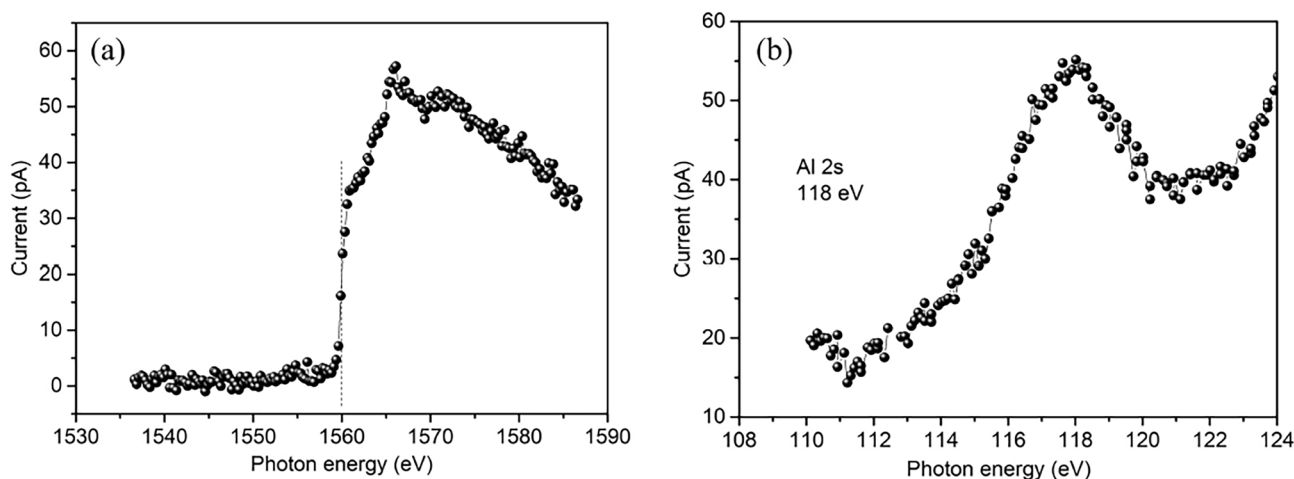 (a)
Current (pA)
60
50
40
30
20
10
0
1530 1540 1550 1560 1570 1580 1590
Photon energy (eV)
(b)
Current (pA)
60
50
40
30
20
10
Al 2s
118 eV
108 110 112 114 116 118 120 122 124
Photon energy (eV)